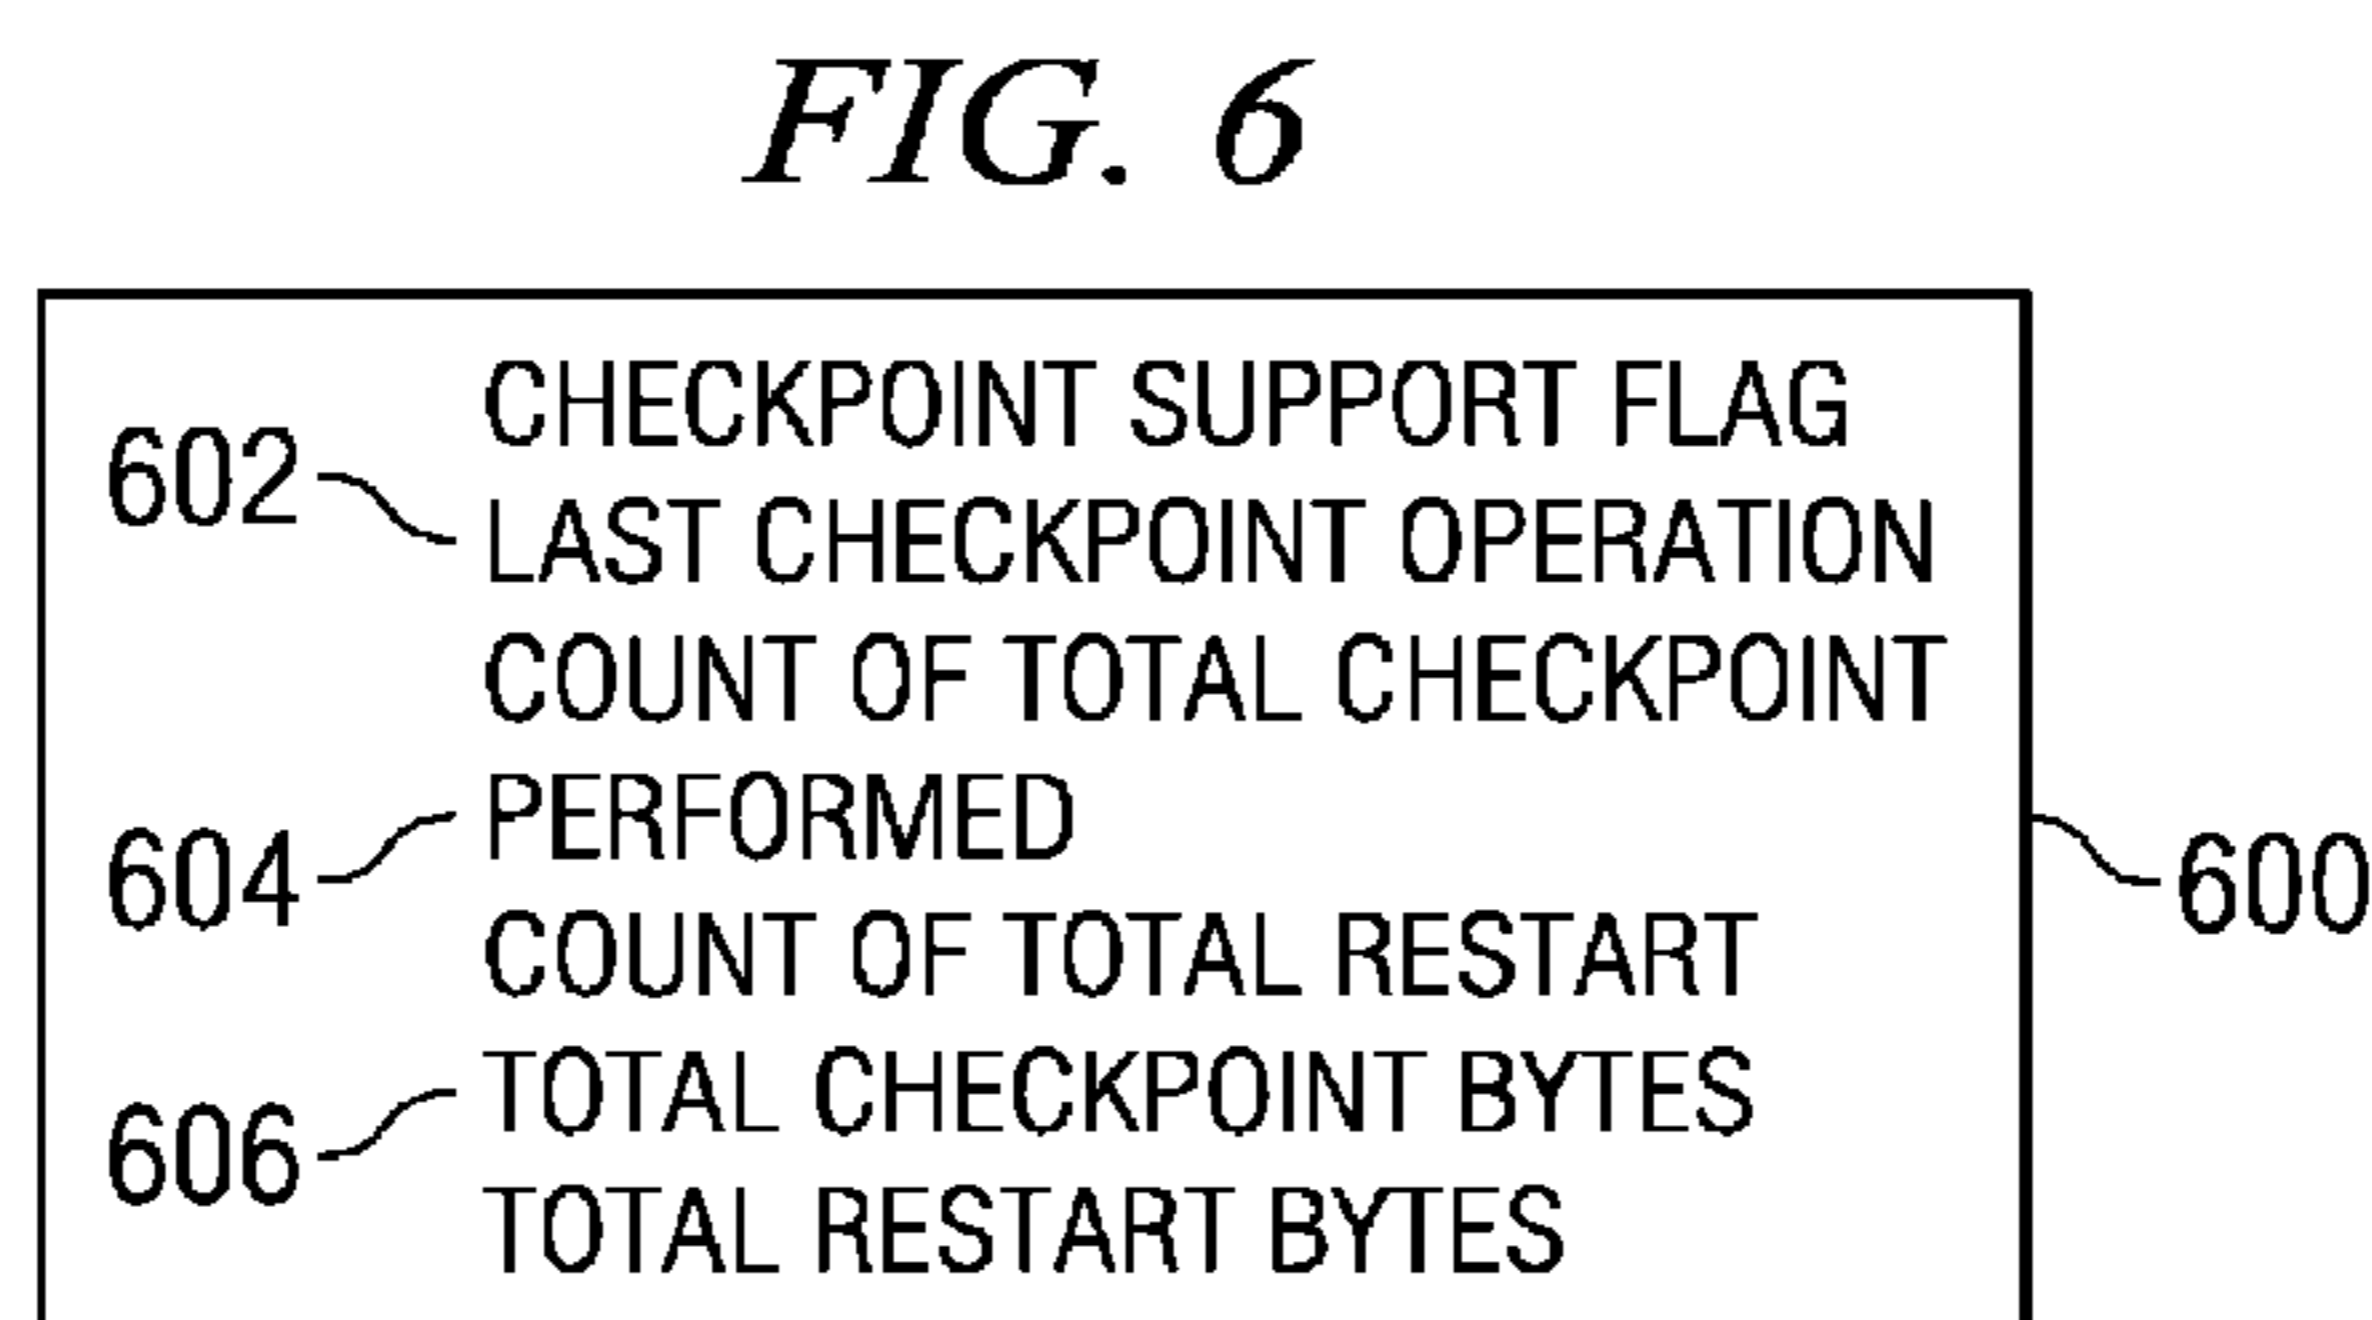 FIG. 6
CHECKPOINT SUPPORT FLAG
602
LAST CHECKPOINT OPERATION
COUNT OF TOTAL CHECKPOINT
PERFORMED
604
600
COUNT OF TOTAL RESTART
TOTAL CHECKPOINT BYTES
606
TOTAL RESTART BYTES